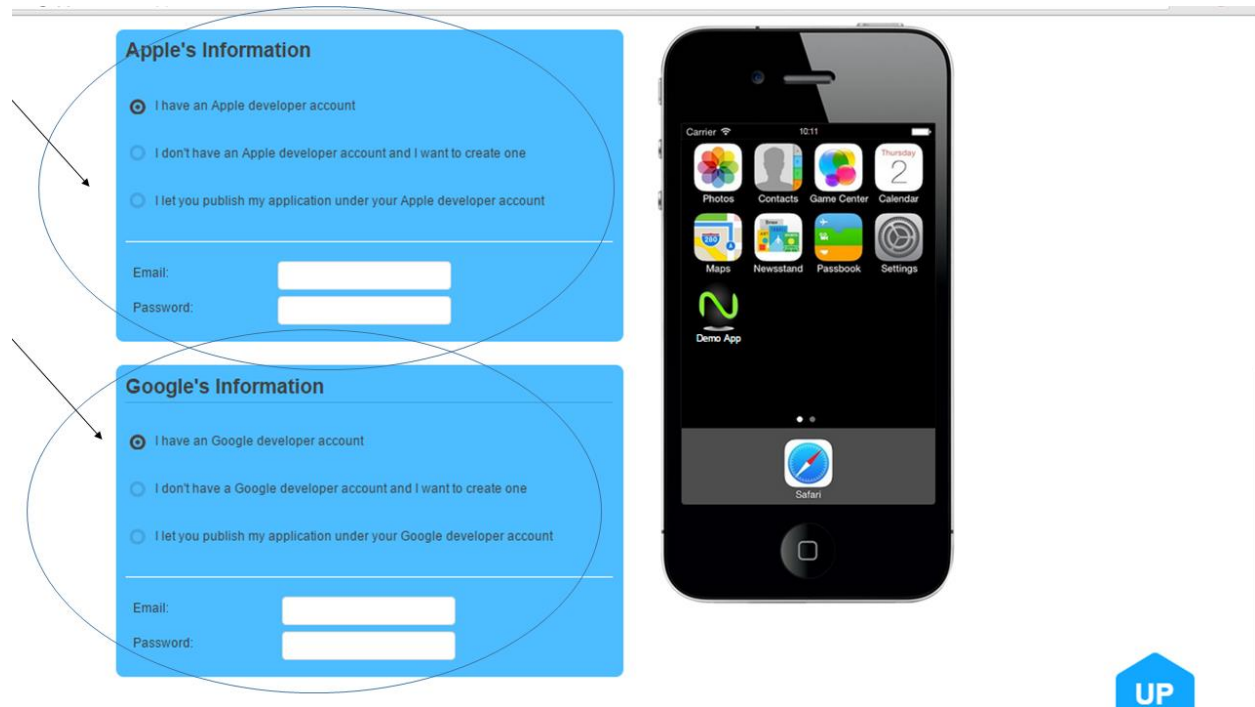 Apple's Information
I have an Apple developer account
I don't have an Apple developer account and I want to create one
I let you publish my application under your Apple developer account
Email:
Password:
Google's Information
I have an Google developer account
I don't have a Google developer account and I want to create one
I let you publish my application under your Google developer account
Email:
Password:
Carrier 10:11
Thursday
2
Photos Contacts Game Center Calendar
280
Maps Newsstand Passbook Settings
Demo App
Safari
UP